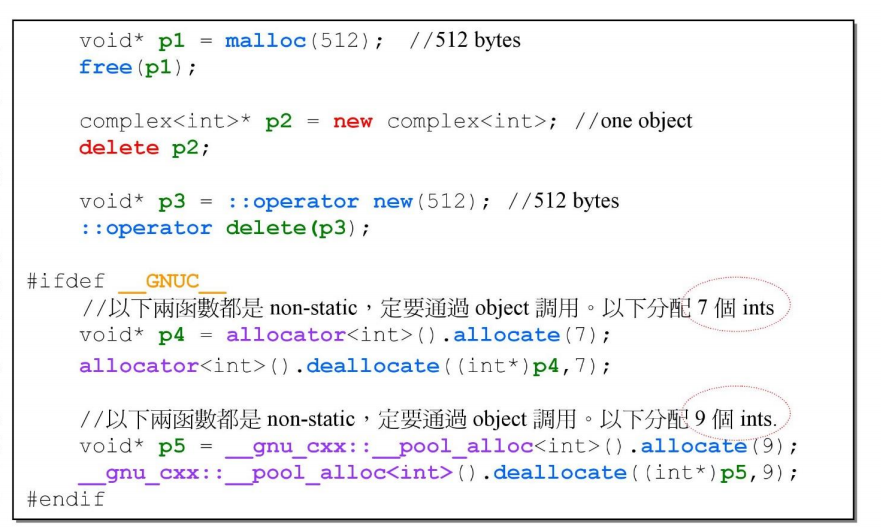 void* p1 = malloc(512); //512 bytes
free(p1);
complex<int>* p2 = new complex<int>; //one object
delete p2;
void* p3 = ::operator new(512); //512 bytes
::operator delete(p3);
#ifdef __GNUC__
//以下兩函數都是 non-static，定要通過 object 調用。以下分配 7 個 ints
void* p4 = allocator<int>().allocate(7);
allocator<int>().deallocate((int*)p4,7);
//以下兩函數都是 non-static，定要通過 object 調用。以下分配 9 個 ints.
void* p5 = __gnu_cxx::__pool_alloc<int>().allocate(9);
__gnu_cxx::__pool_alloc<int>().deallocate((int*)p5,9);
#endif